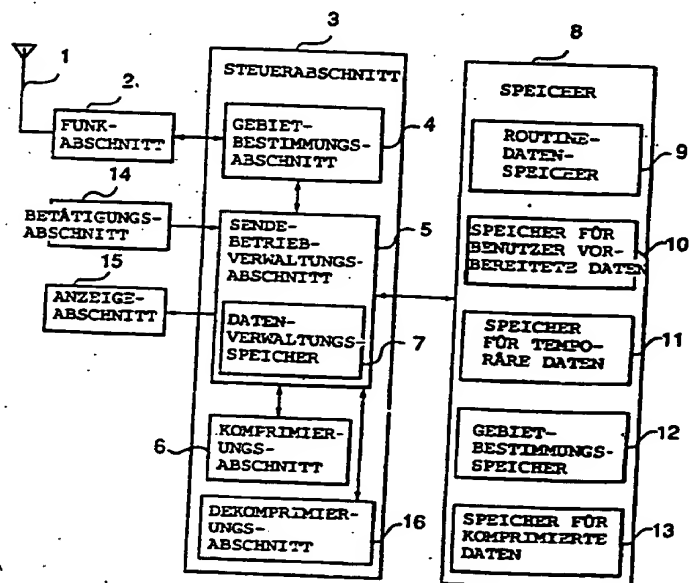 3
8
1
2.
STEUERABSCHNITT
SPEICHEER
FUNK-
ABSCHNITT
GEBIET-
BESTIMMUNGS-
ABSCHNITT
4
ROUTINE-
DATEN-
SPEICHER
9
14
BETÄTIGUNGS-
ABSCHNITT
SENDE-
BETRIEB-
VERWALTUNGS-
ABSCHNITT
5
SPEICHER FÜR
BENUTZER VOR-
BEREITETE DATEN
10
15
ANZEIGE-
ABSCHNITT
DATEN-
VERWALTUNGS-
SPEICHER
7
SPEICHER
FÜR TEMPO-
RÄRE DATEN
11
6
KOMPRIMIER-
UNGS-
ABSCHNITT
GEBIET-
BESTIMMUNGS-
SPEICHER
12
DEKOMPRIMIER-
UNGS-
ABSCHNITT
16
SPEICHER FÜR
KOMPRIMIERTE
DATEN
13